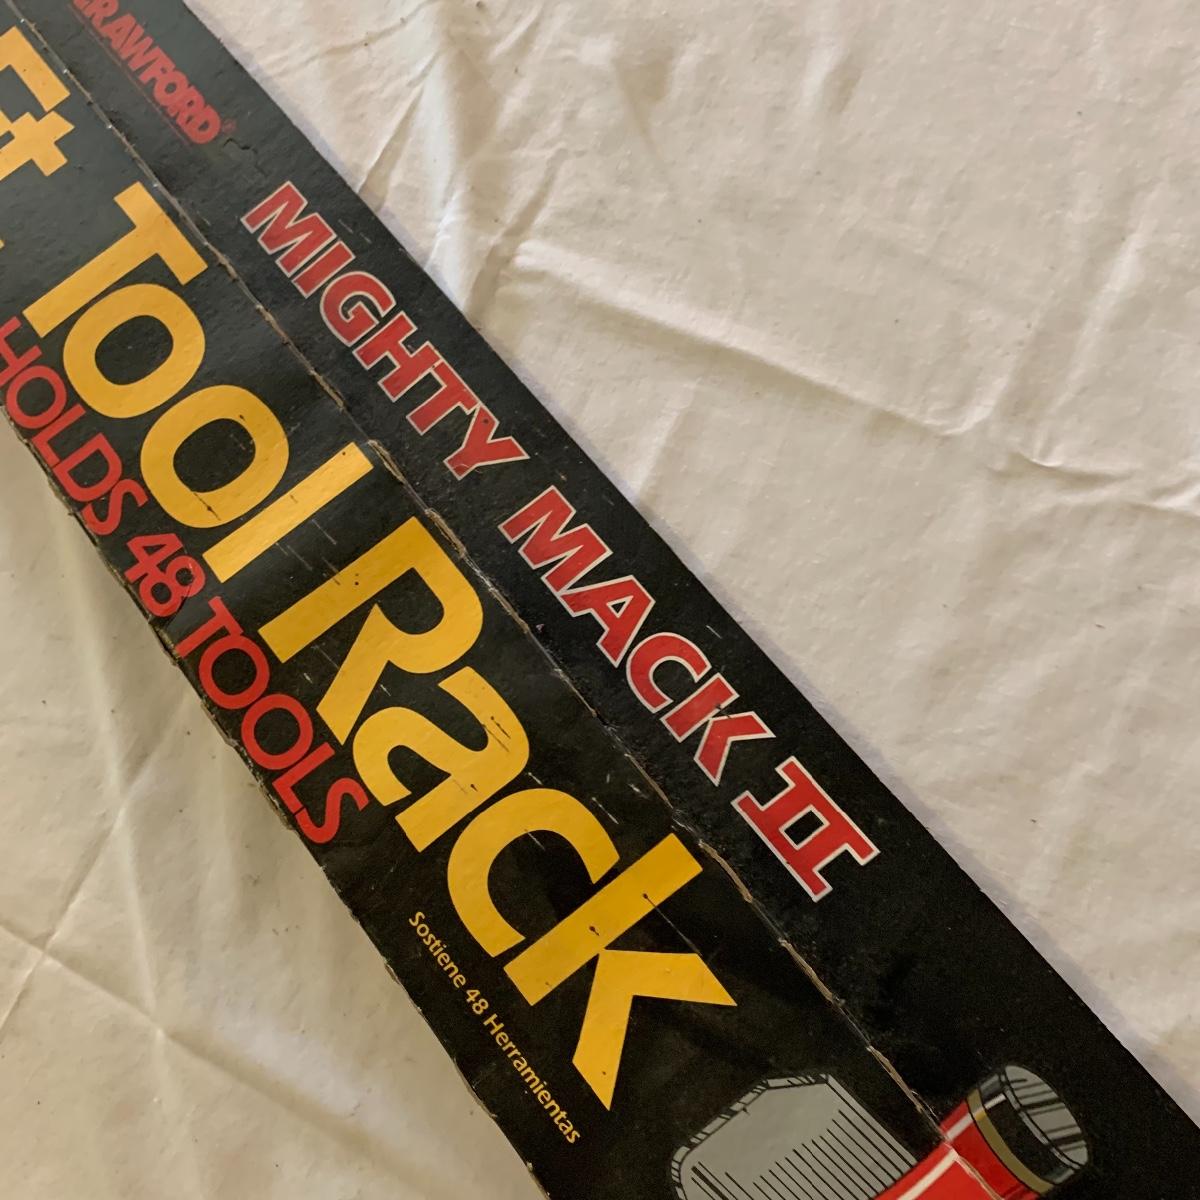 CRAWFORD®
MIGHTY MACK II
Ft Tool Rack
HOLDS 48 TOOLS
Sostiene 48 Herramientas